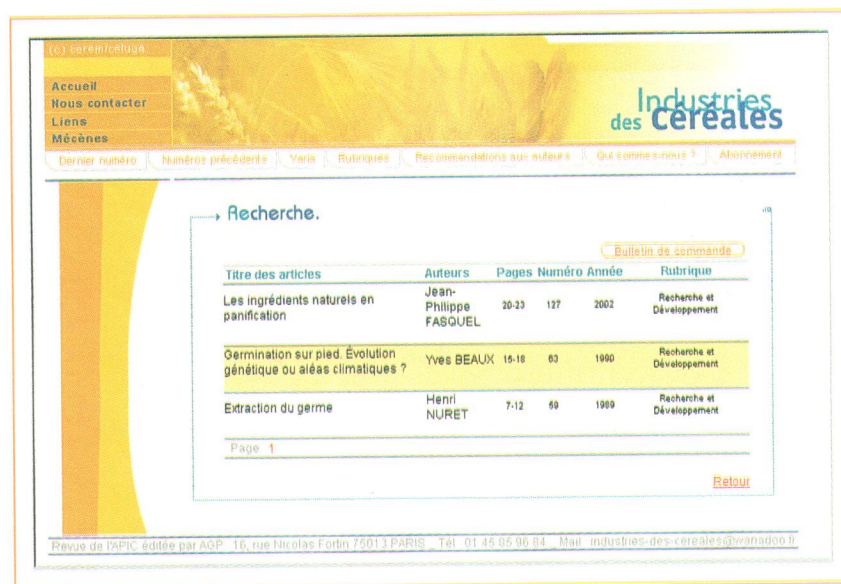 (c) cerem/céluga
Accueil
Nous contacter
Liens
Mécènes
Industries
des céréales
Dernier numéro Numéros précédents Varia Rubriques Recommandations aux auteurs Qui sommes-nous ? Abonnement
Recherche.
Bulletin de commande
Titre des articles Auteurs Pages Numéro Année Rubrique
Les ingrédients naturels en panification Jean-Philippe FASQUEL 20-23 127 2002 Recherche et Développement
Germination sur pied. Évolution génétique ou aléas climatiques ? Yves BEAUX 15-18 63 1990 Recherche et Développement
Extraction du germe Henri NURET 7-12 59 1989 Recherche et Développement
Page 1
Retour
Revue de l'APIC éditée par AGP 16, rue Nicolas Fortin 75013 PARIS _ Tél 01 45 85 96 84 _ Mail industries-des-cereales@wanadoo.fr